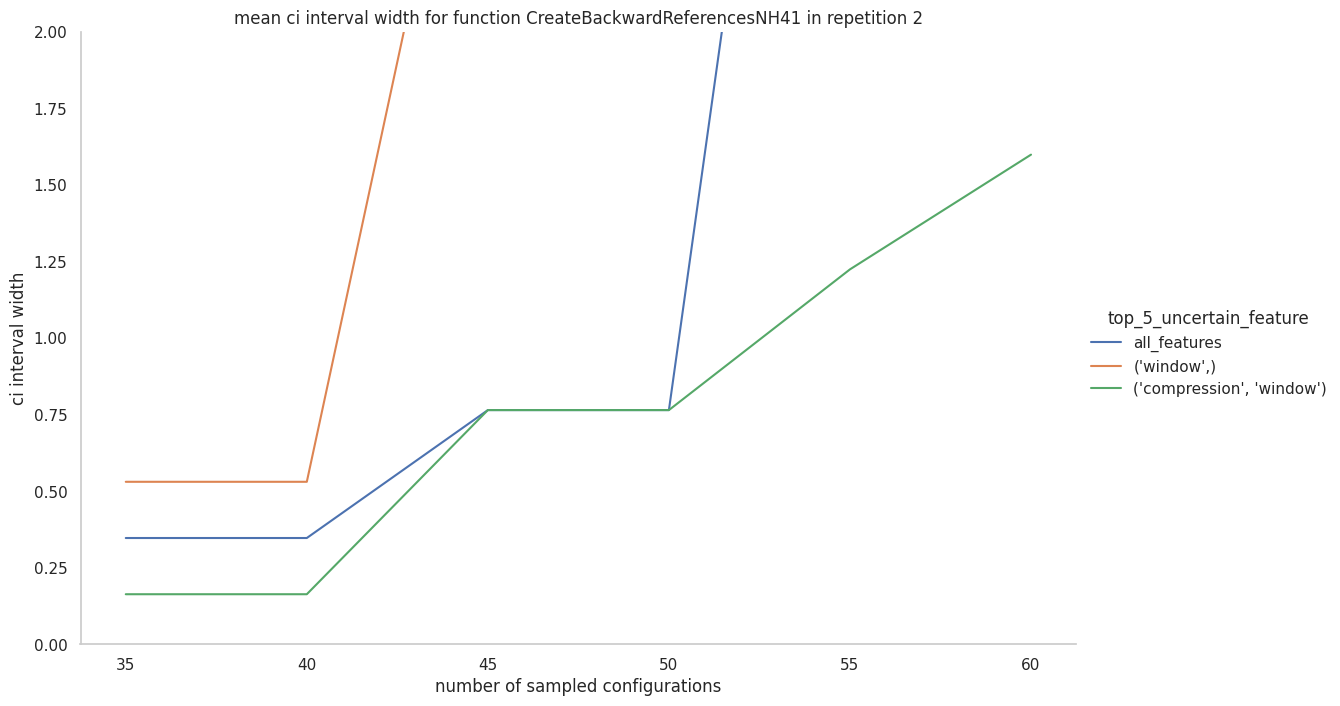 mean ci interval width for function CreateBackwardReferencesNH41 in repetition 2
2.00
1.75
1.50
1.25
1.00
0.75
0.50
0.25
0.00
ci interval width
35 40 45 50 55 60
number of sampled configurations
top_5_uncertain_feature
all_features
('window',)
('compression', 'window')